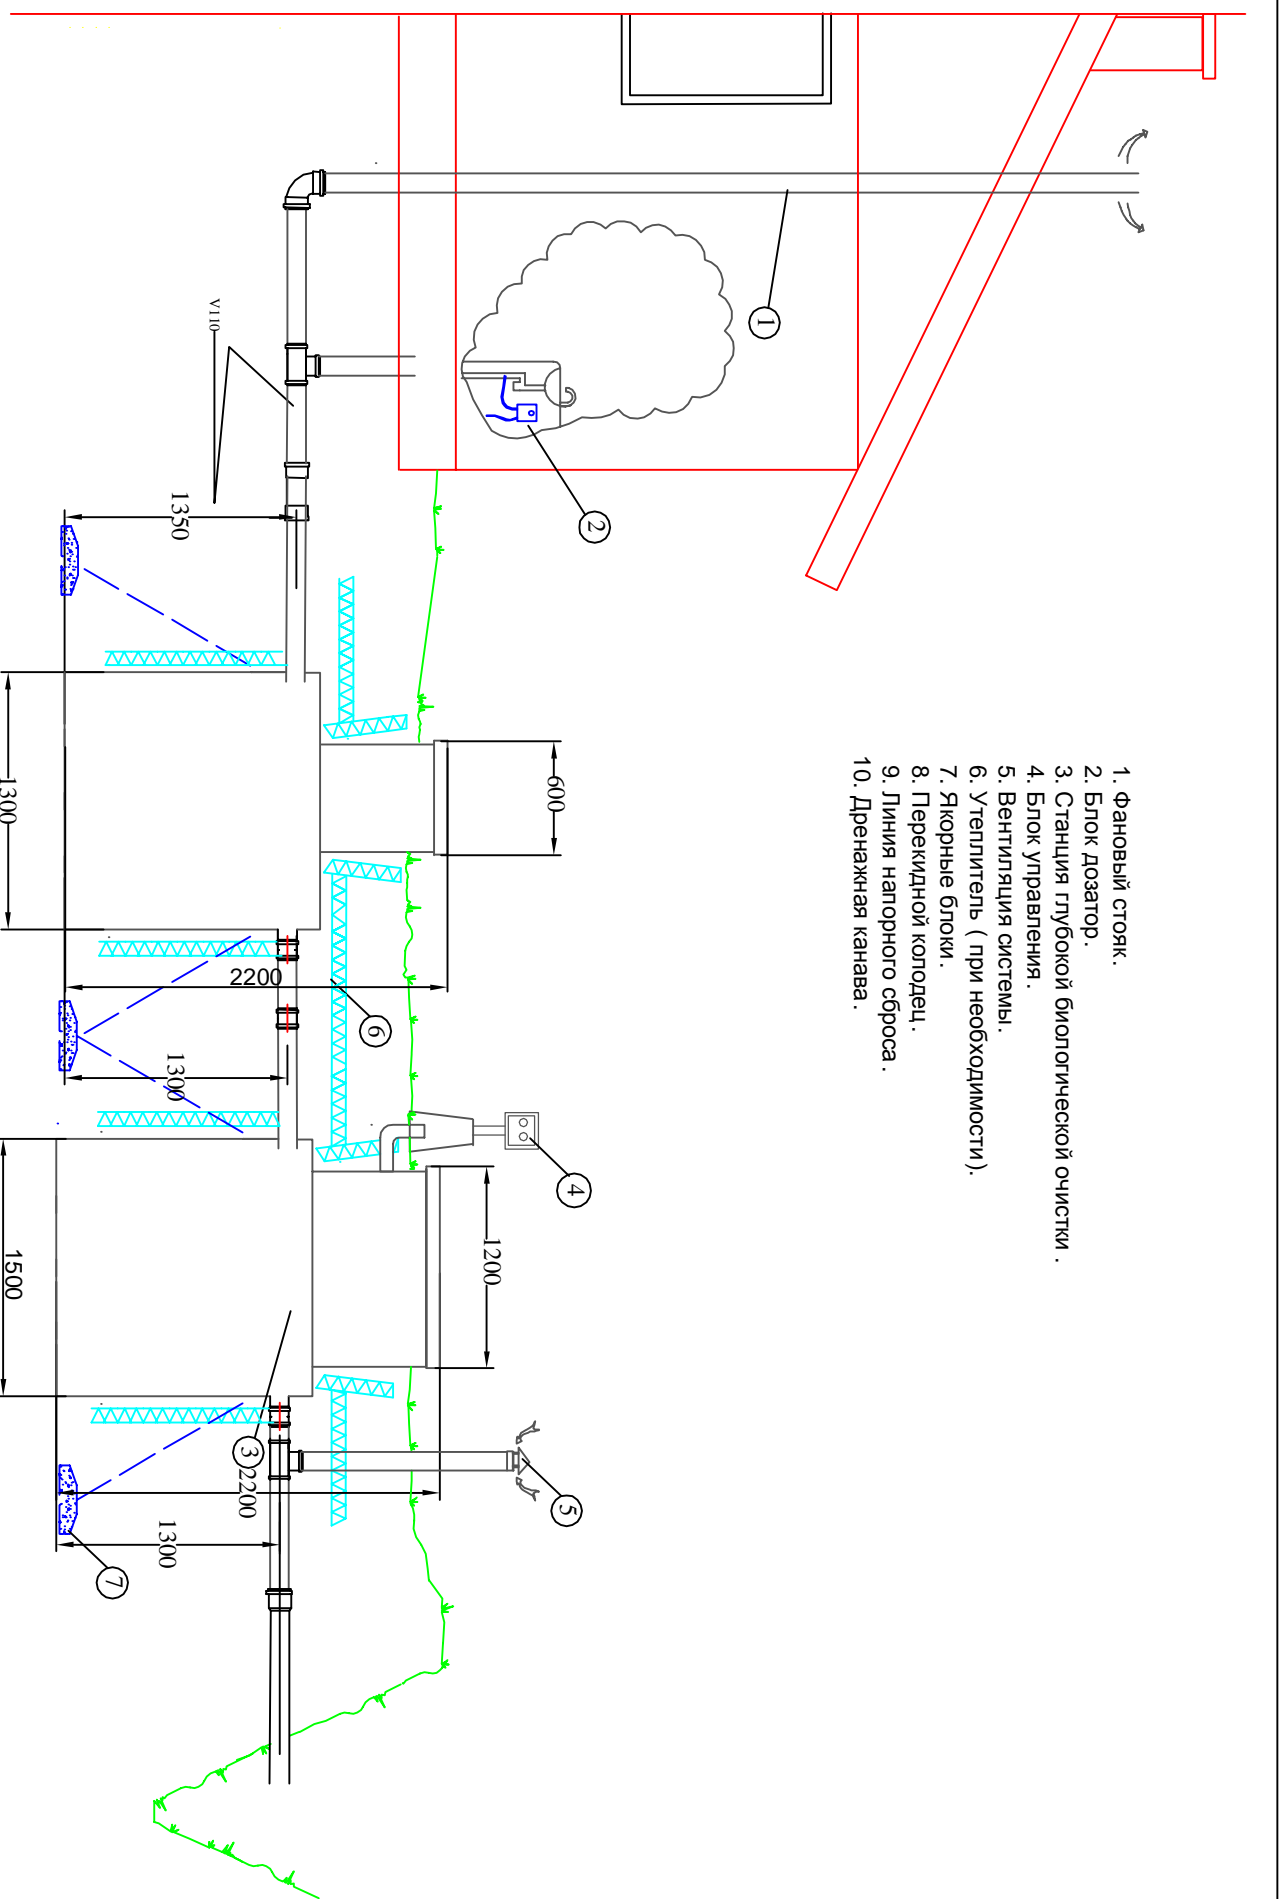 1. Фановый стояк.
2. Блок дозатор.
3. Станция глубокой биологической очистки .
4. Блок управления.
5. Вентиляция системы.
6. Утеплитель ( при необходимости).
7. Якорные блоки.
8. Перекидной колодец.
9. Линия напорного сброса.
10. Дренажная канава.
1
2
V110
1350
600
1300
2200
6
1300
4
1200
1500
3
2200
5
1300
7